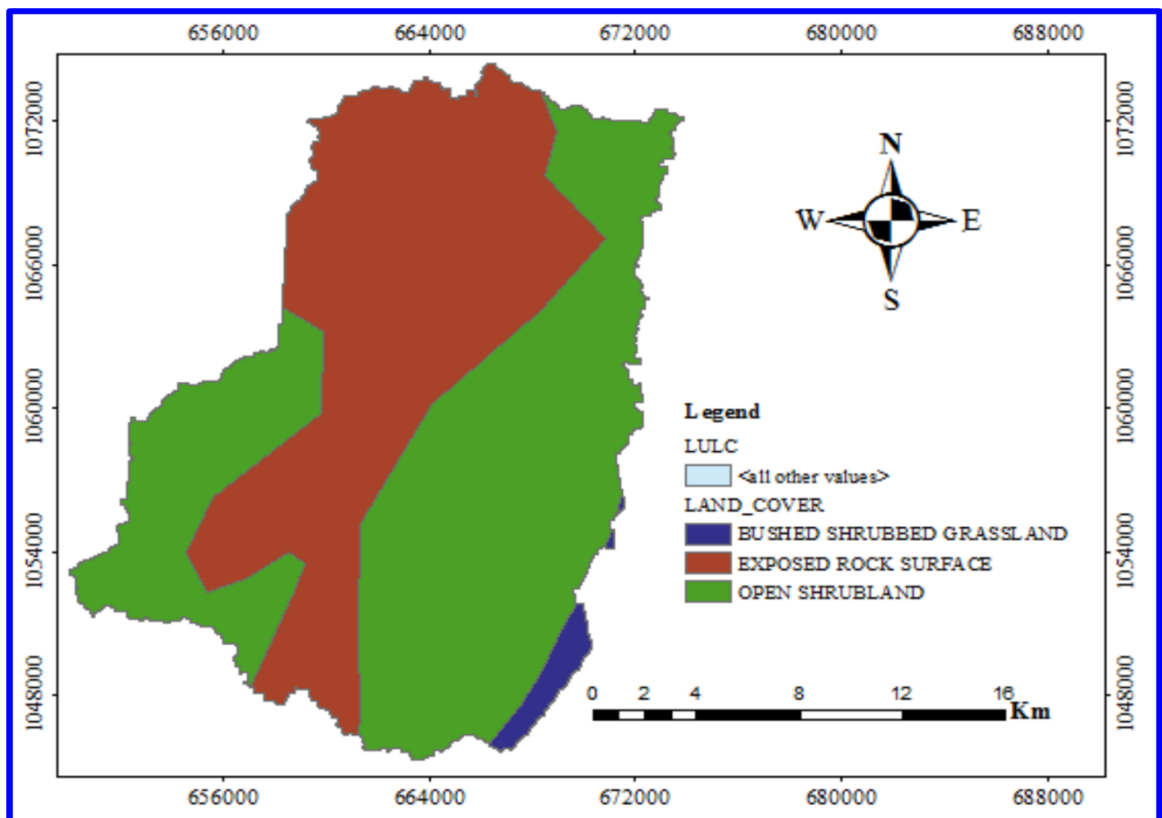 656000 664000 672000 680000 688000
1072000 1072000
N
W E
S
1066000 1066000
1060000 1060000
Legend
LULC
<all other values>
LAND_COVER
BUSHED SHRUBBED GRASSLAND
1054000 1054000
EXPOSED ROCK SURFACE
OPEN SHRUBLAND
1048000 1048000
0 2 4 8 12 16
Km
656000 664000 672000 680000 688000